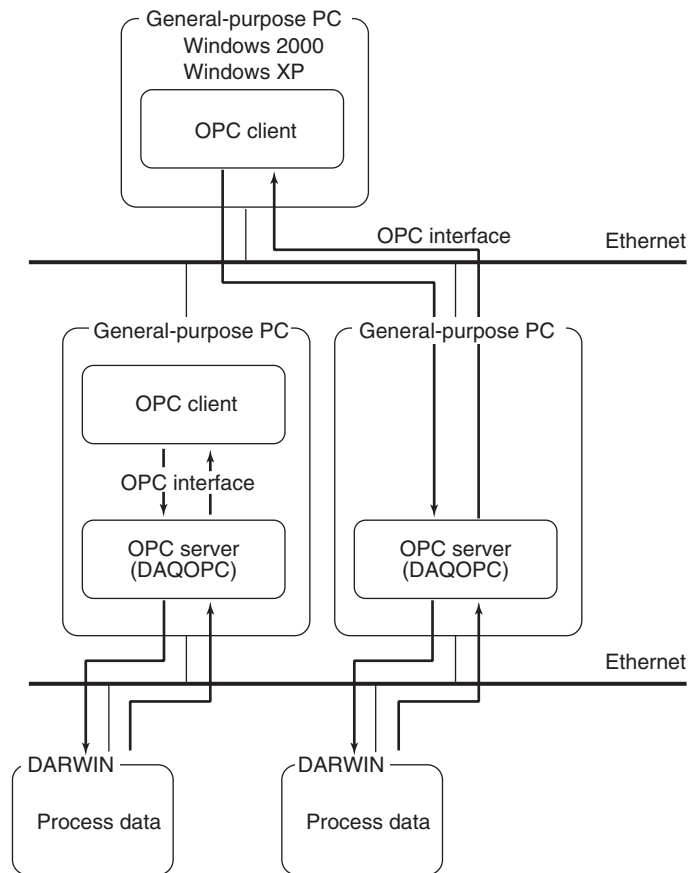 General-purpose PC
Windows 2000
Windows XP
OPC client
OPC interface
Ethernet
General-purpose PC
General-purpose PC
OPC client
OPC interface
OPC server
(DAQOPC)
OPC server
(DAQOPC)
Ethernet
DARWIN
DARWIN
Process data
Process data